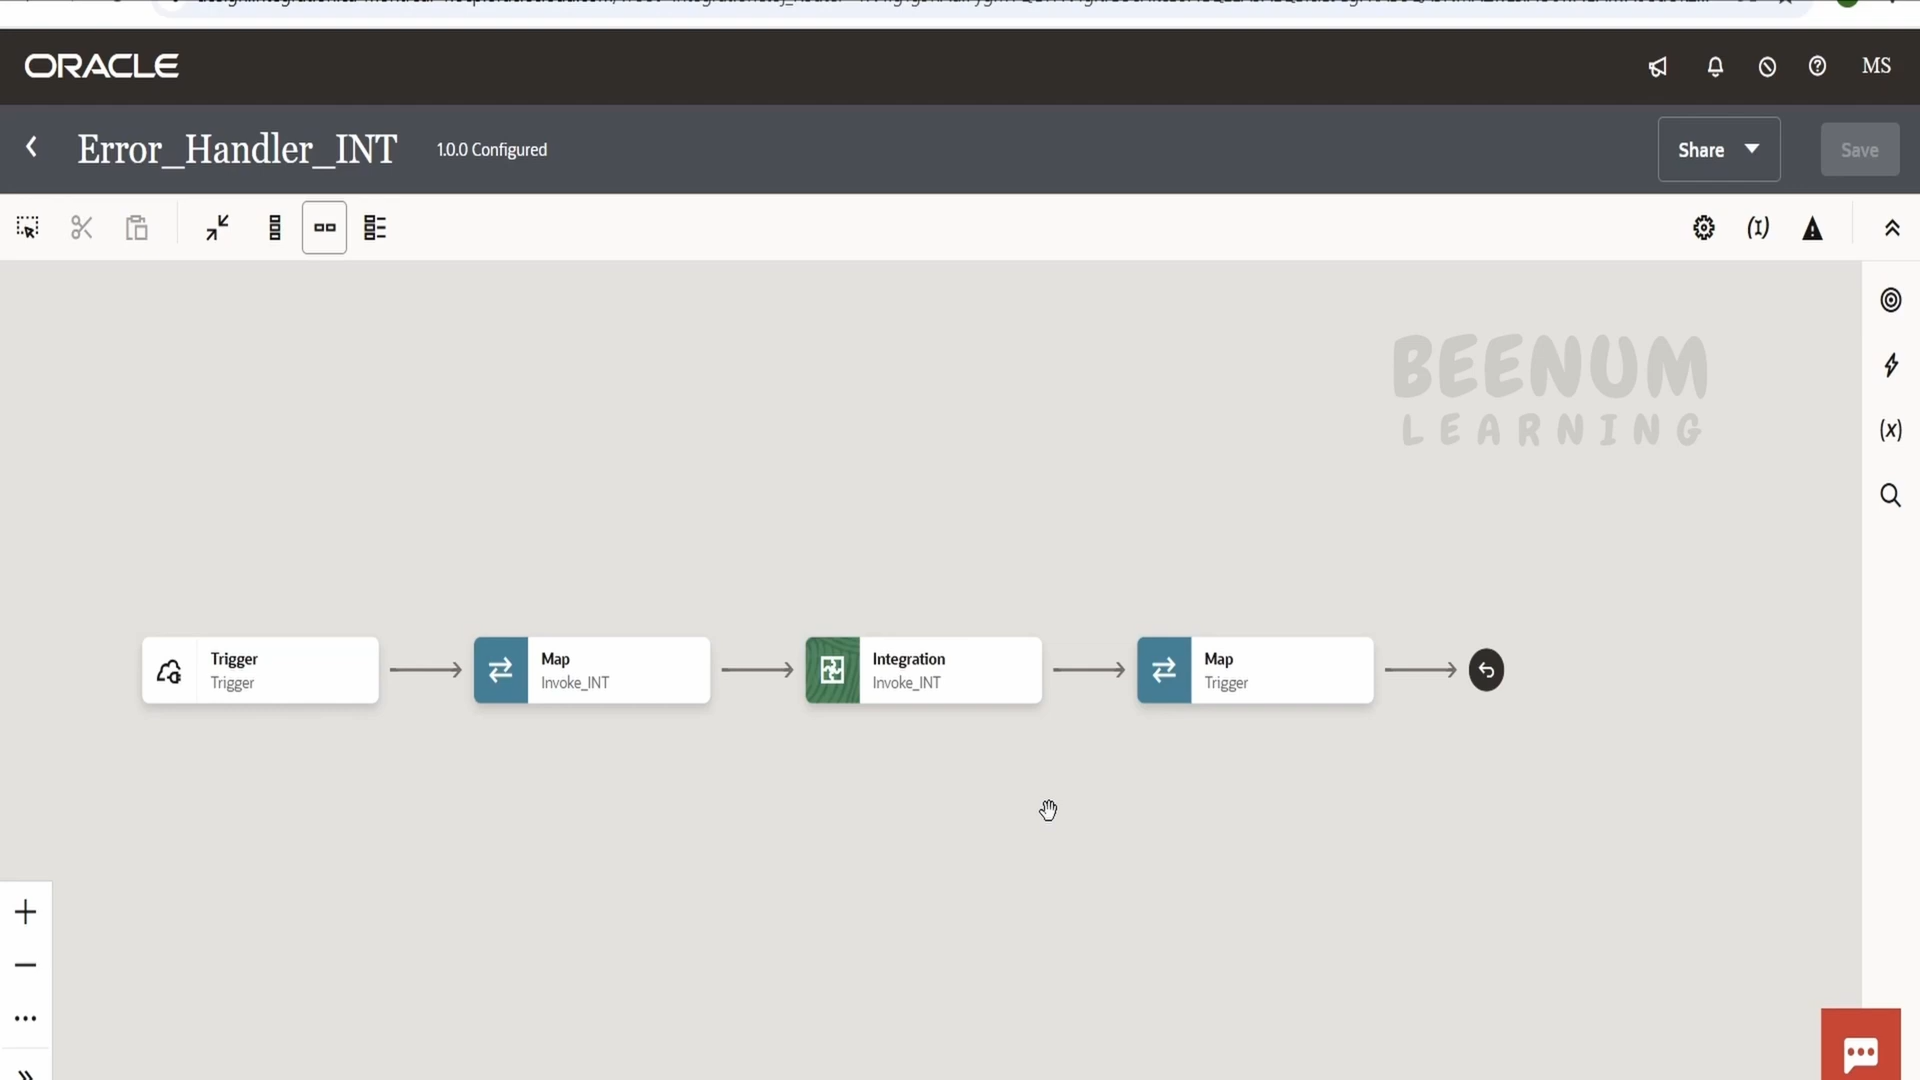 ORACLE
MS
Error_Handler_INT
1.0.0 Configured
Share
Save
BEENUM
LEARNING
Trigger
Trigger
Map
Invoke_INT
Integration
Invoke_INT
Map
Trigger